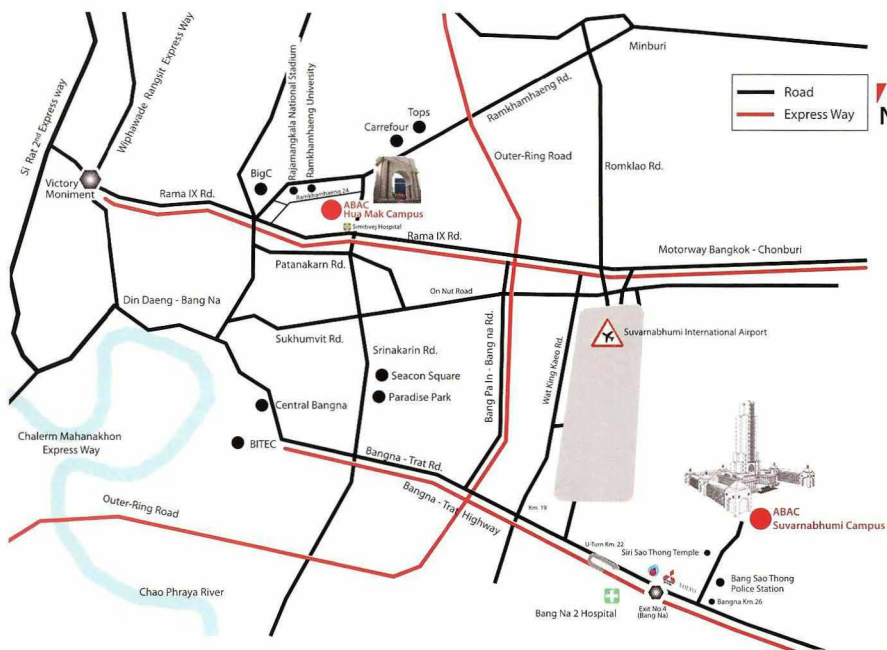 Si Rat 2nd Express way
Wiphawade Rangsit Express Way
Rajamangkala National Stadium
Ramkhamhaeng University
Ramkhamhaeng Rd.
Minburi
Road
Express Way
N
Tops
Carrefour
BigC
Outer-Ring Road
Romklao Rd.
Victory
Moniment
Rama IX Rd.
Ramkhamhaeng 24
ABAC
Hua Mak Campus
Simitivej Hospital
Rama IX Rd.
Motorway Bangkok - Chonburi
Patanakarn Rd.
On Nut Road
Din Daeng - Bang Na
Sukhumvit Rd.
Srinakarin Rd.
Bang Pa In - Bang na Rd.
Wat King Kaeo Rd.
Suvarnabhumi International Airport
Seacon Square
Paradise Park
Central Bangna
BITEC
Chalerm Mahanakhon
Express Way
Bangna - Trat Rd.
Bangna - Trat Highway
Outer-Ring Road
Km. 19
U-Turn Km. 22
ABAC
Suvarnabhumi Campus
Siri Sao Thong Temple
Bang Sao Thong
Police Station
Bangna Km.26
Chao Phraya River
Bang Na 2 Hospital
Exit No.4
(Bang Na)